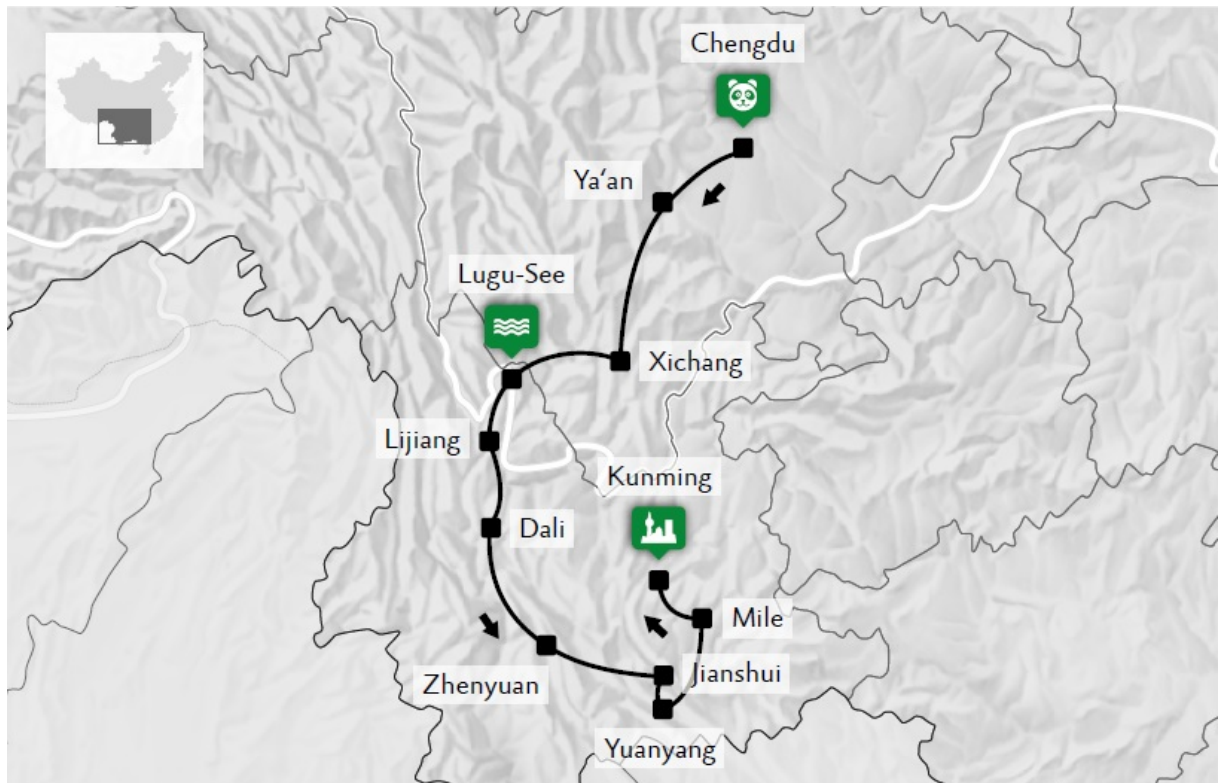 Chengdu
Ya‘an
Lugu-See
Xichang
Lijiang
Kunming
Dali
Mile
Jianshui
Zhenyuan
Yuanyang